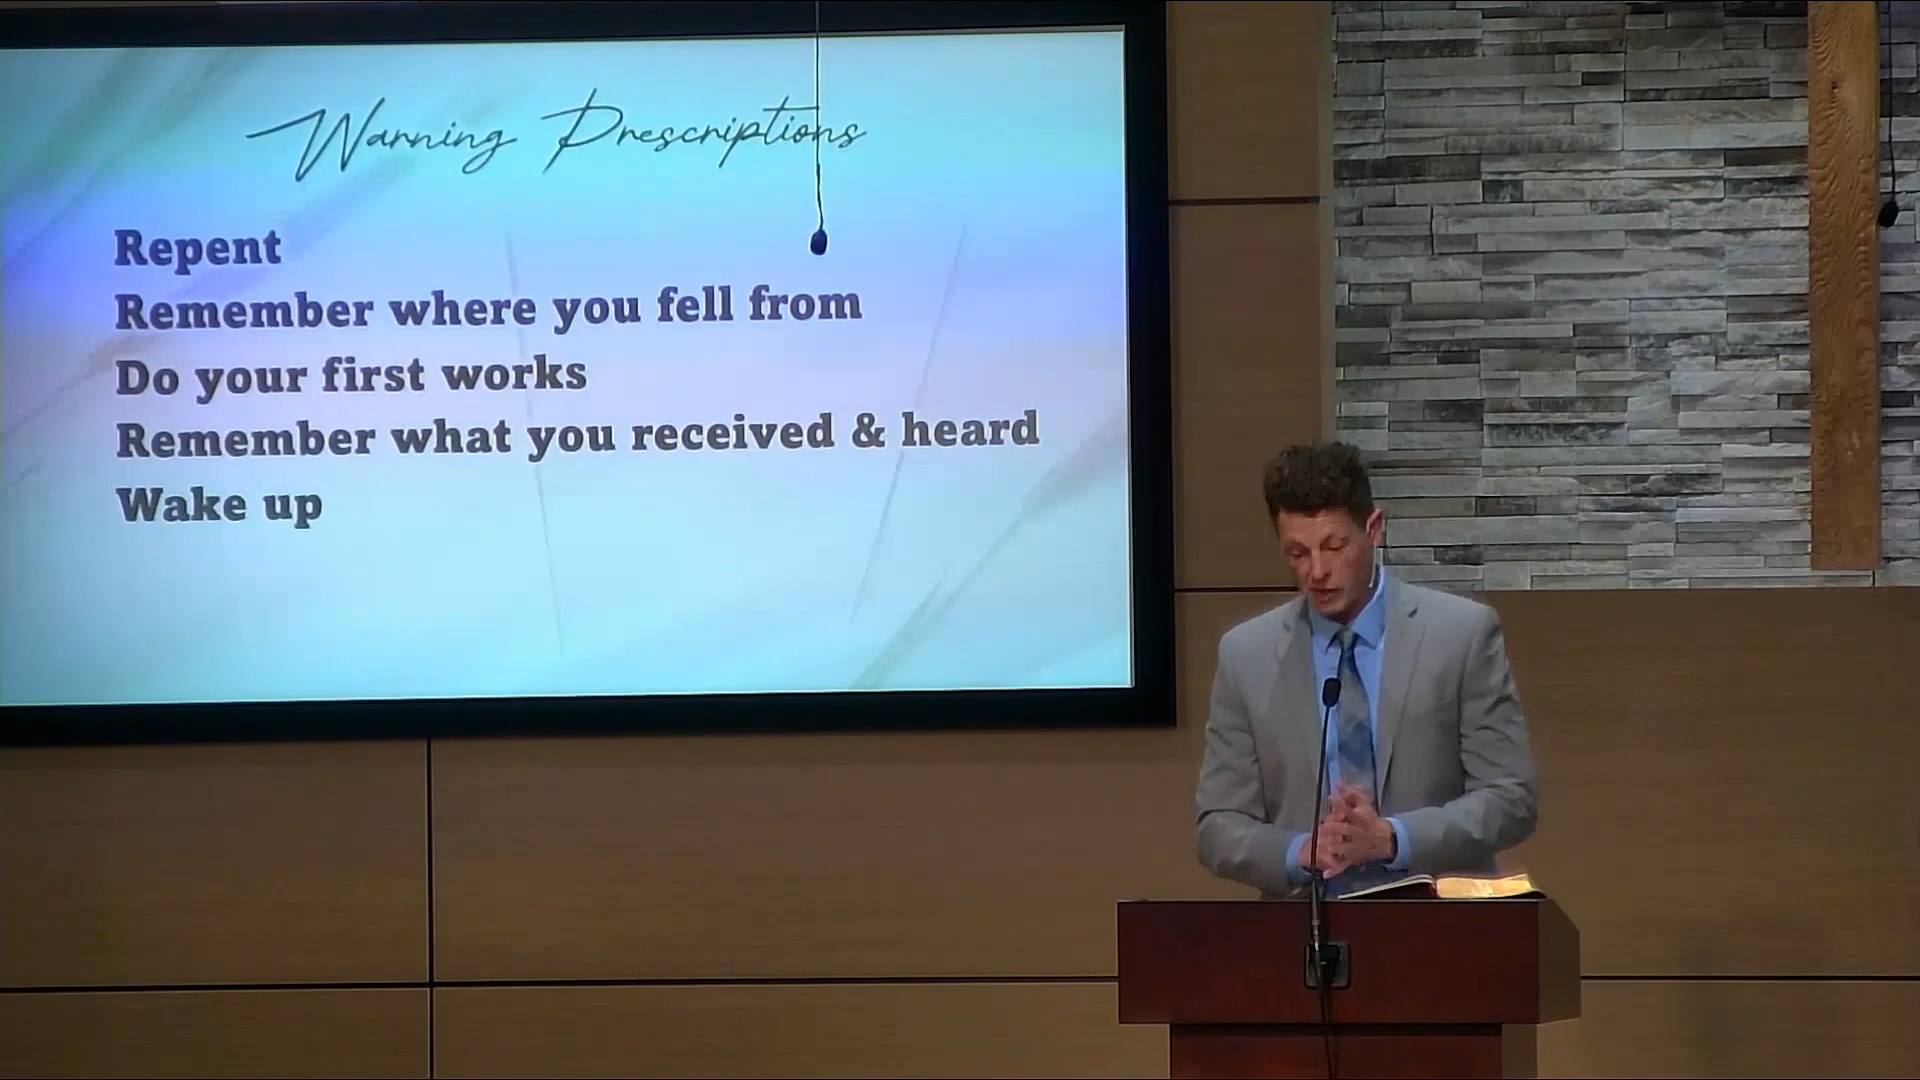 Warning Prescriptions
Repent
Remember where you fell from
Do your first works
Remember what you received & heard
Wake up